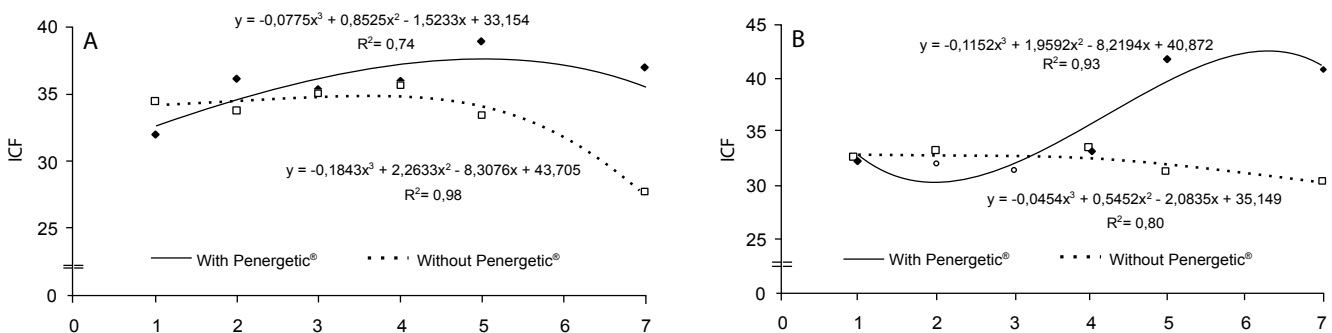 A
y = -0,0775x³ + 0,8525x² - 1,5233x + 33,154
R²= 0,74
y = -0,1843x³ + 2,2633x² - 8,3076x + 43,705
R²= 0,98
With Penergetic®
Without Penergetic®
ICF
40
35
30
25
0
0 1 2 3 4 5 6 7
B
y = -0,1152x³ + 1,9592x² - 8,2194x + 40,872
R²= 0,93
y = -0,0454x³ + 0,5452x² - 2,0835x + 35,149
R²= 0,80
With Penergetic®
Without Penergetic®
ICF
45
40
35
30
25
0
0 1 2 3 4 5 6 7